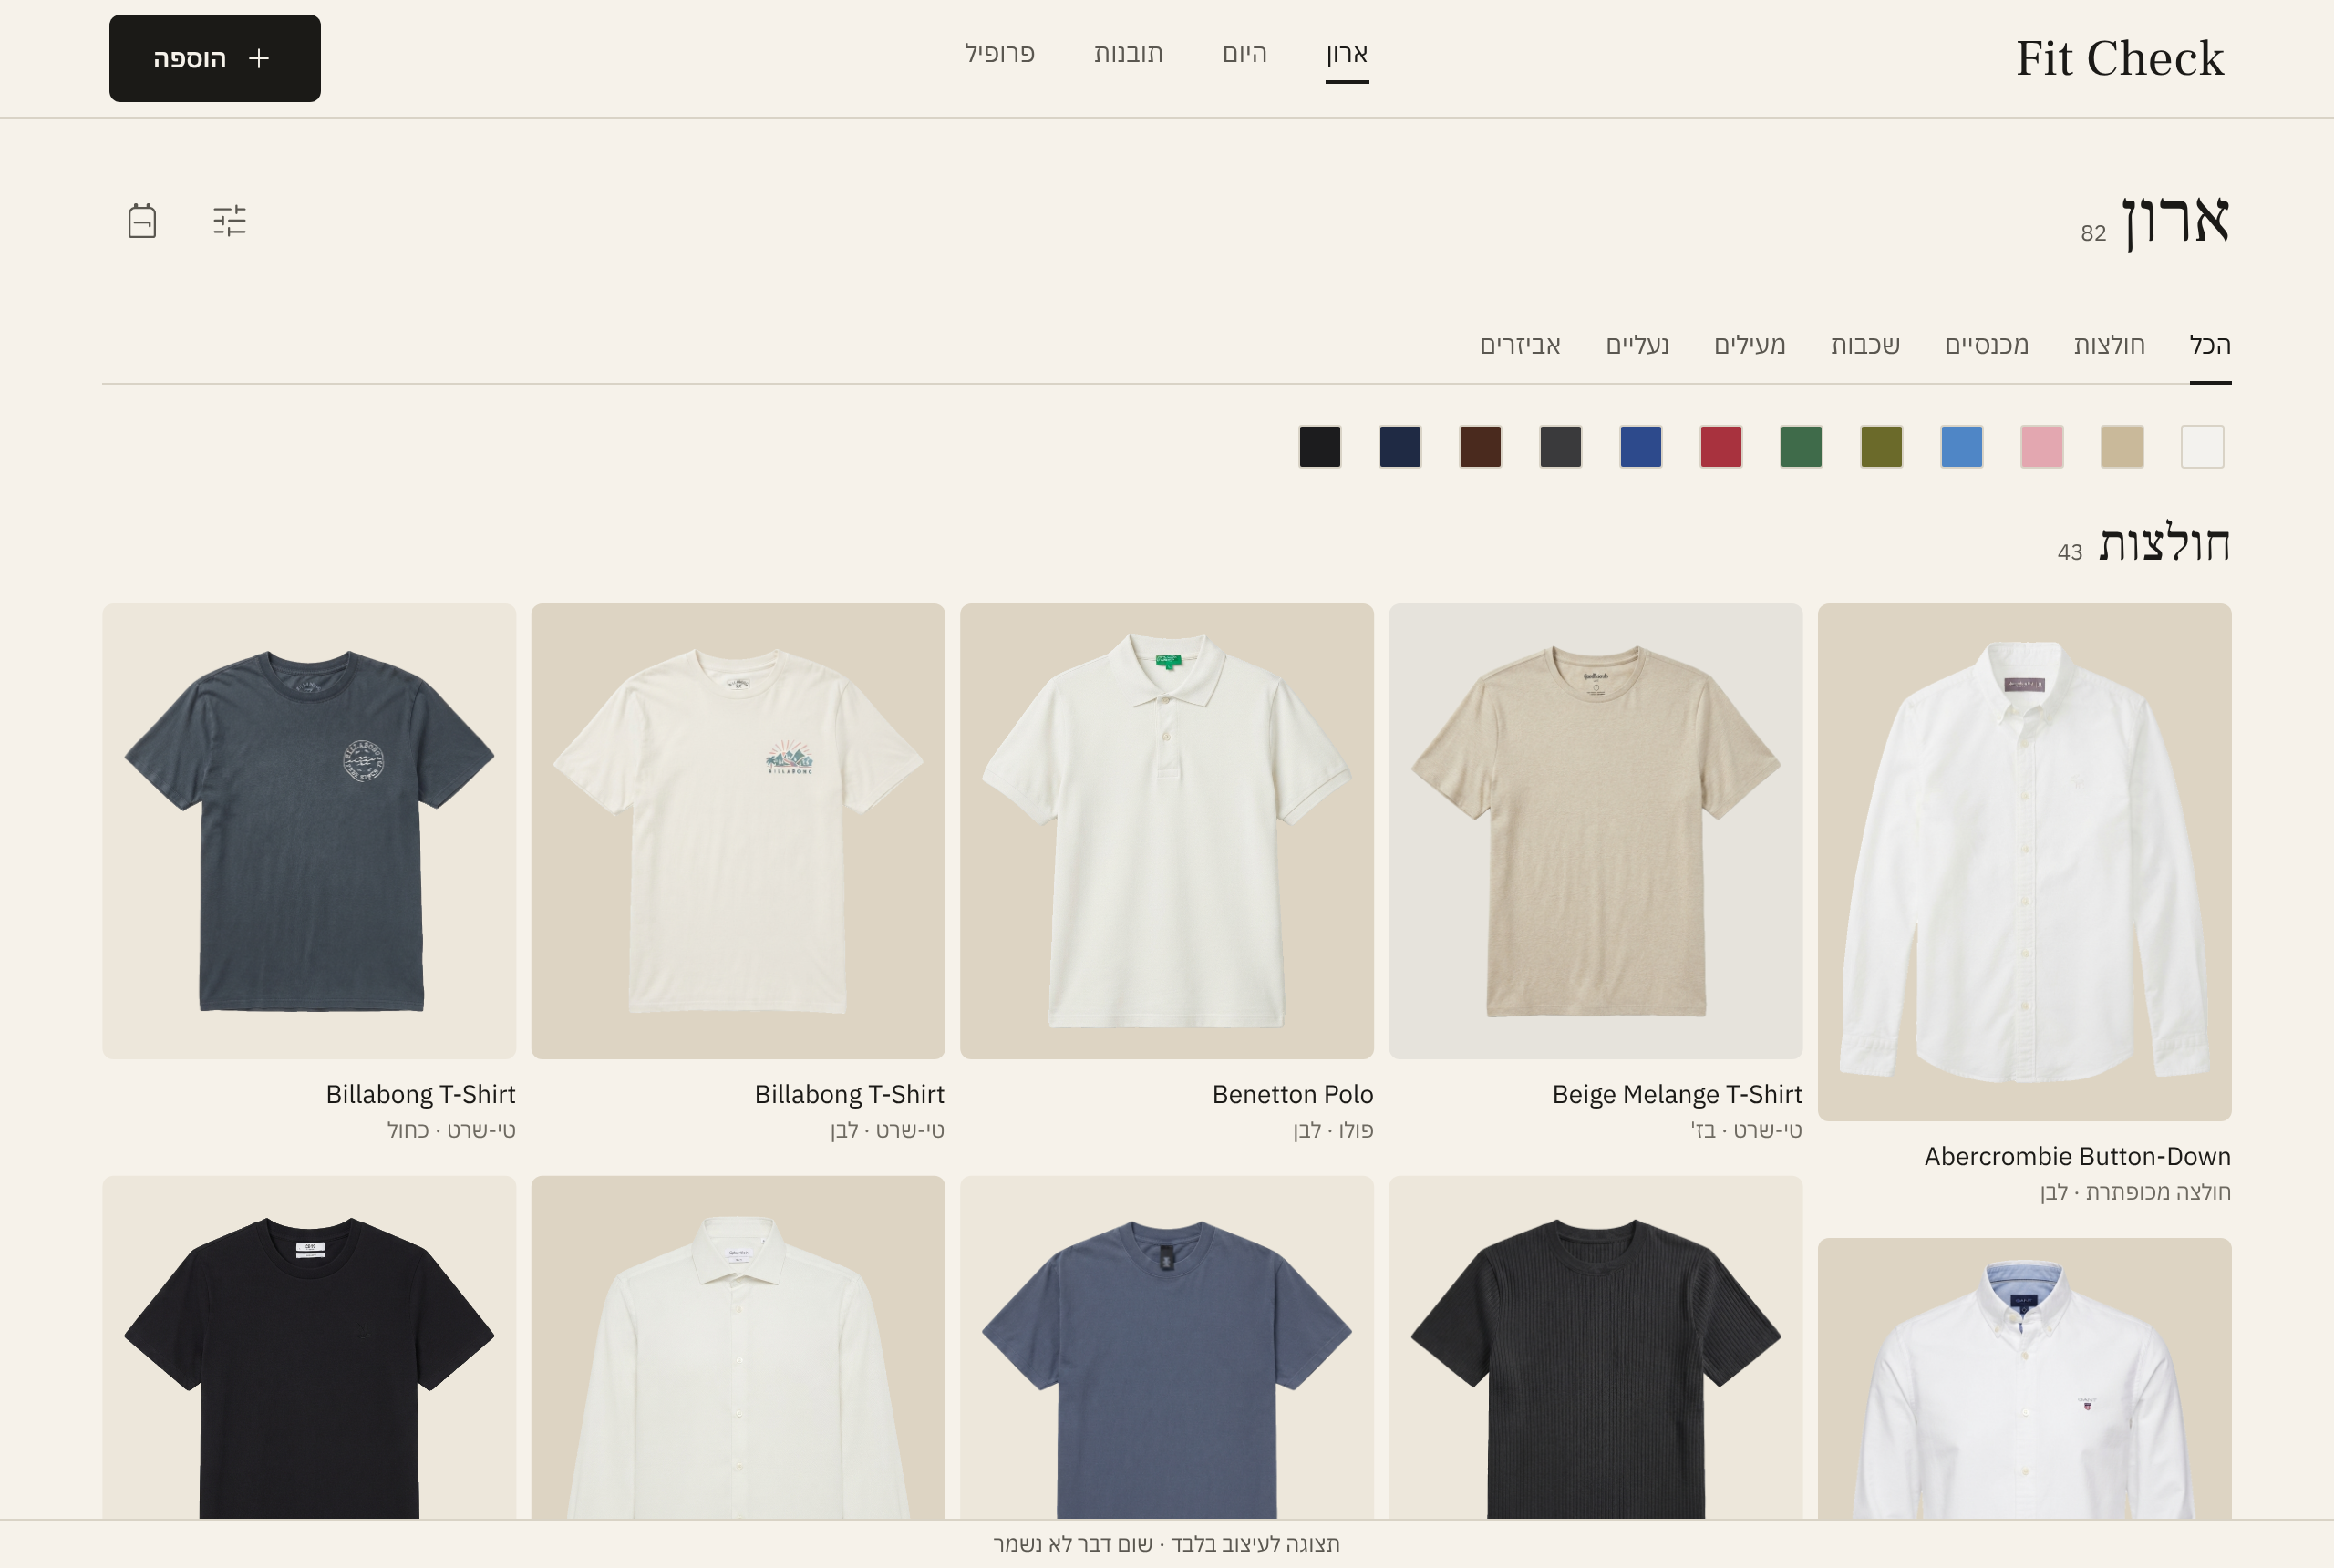 Fit Check
ארון היום תובנות פרופיל
הוספה
ארון 82
הכל חולצות מכנסיים שכבות מעילים נעליים אביזרים
חולצות 43
BILLABONG
Abercrombie Button-Down
חולצה מכופתרת · לבן
Beige Melange T-Shirt
טי-שרט · בז'
Benetton Polo
פולו · לבן
Billabong T-Shirt
טי-שרט · לבן
Billabong T-Shirt
טי-שרט · כחול
GANT
תצוגה לעיצוב בלבד · שום דבר לא נשמר